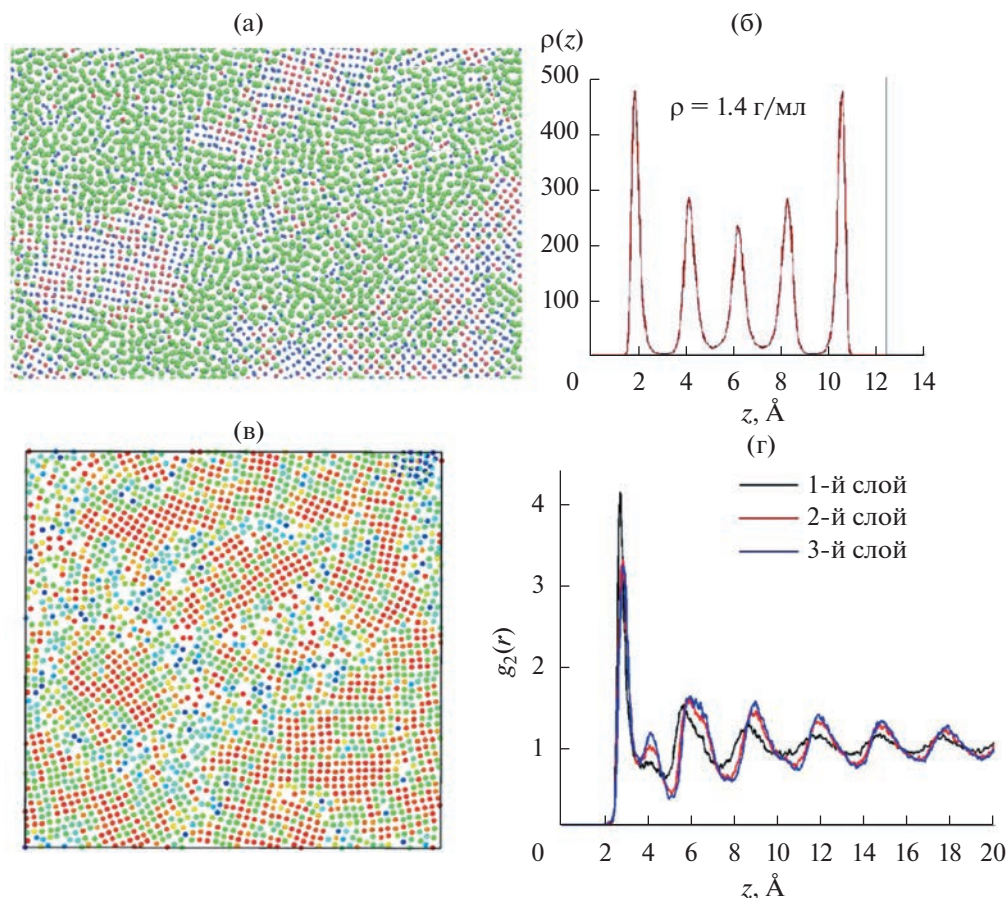 (а)
(б)
ρ(z)
500
ρ = 1.4 г/мл
400
300
200
100
0 2 4 6 8 10 12 14
z, Å
(в)
(г)
1-й слой
2-й слой
3-й слой
4
3
2
1
g₂(r)
0 2 4 6 8 10 12 14 16 18 20
z, Å